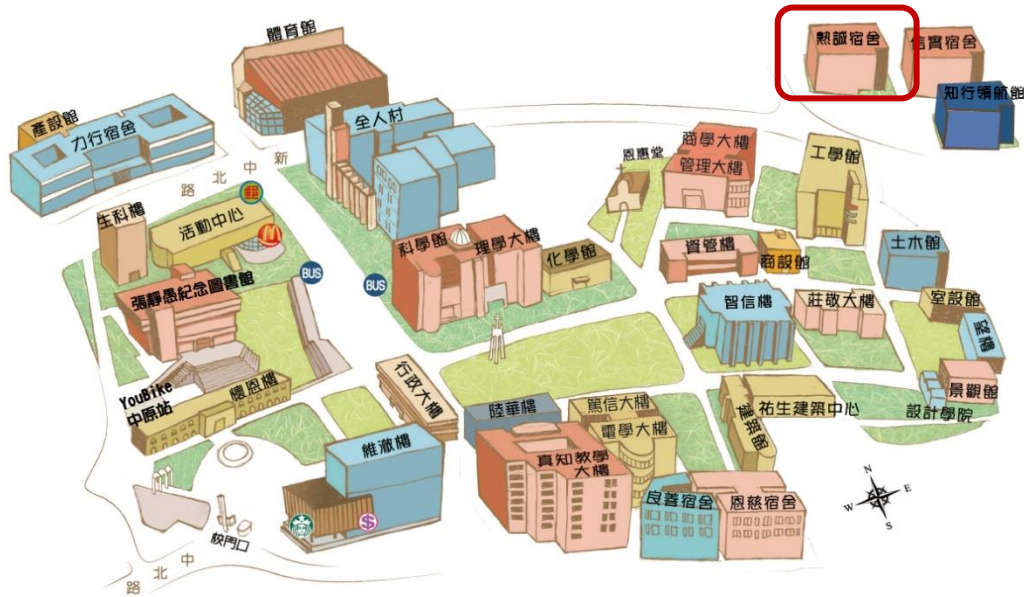 體育館
熱誠宿舍
信實宿舍
知行領航館
產設館
力行宿舍
全人村
新中北路
郵
生科樓
活動中心
恩惠堂
商學大樓
管理大樓
工學館
科學館
理學大樓
化學館
資管樓
商設館
土木館
BUS
BUS
張靜愚紀念圖書館
智信樓
莊敬大樓
室設館
景觀館
設計學院
YouBike
中原站
懷恩樓
行政大樓
陸華樓
篤信大樓
電學大樓
建築館
祐生建築中心
維澈樓
真知教學
大樓
良善宿舍
恩慈宿舍
N
W
E
S
$
校門口
中北路